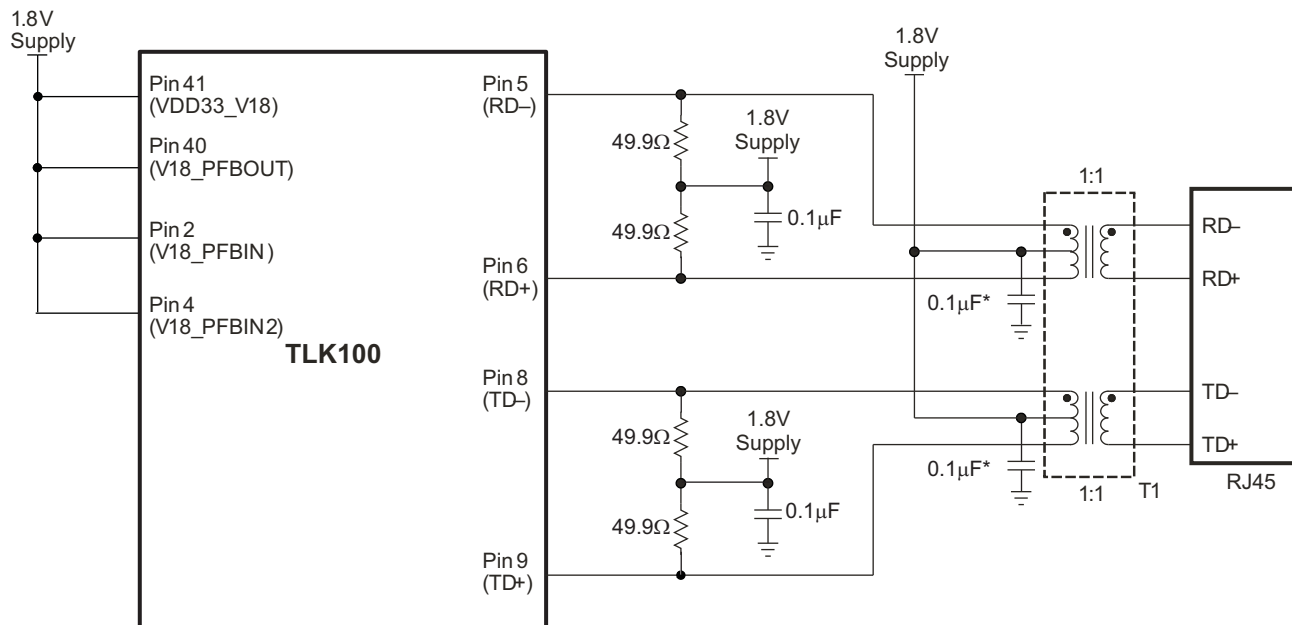 1.8V
Supply
Pin 41
(VDD33_V18)
Pin 40
(V18_PFBOUT)
Pin 2
(V18_PFBIN)
Pin 4
(V18_PFBIN2)
TLK100
Pin 5
(RD–)
Pin 6
(RD+)
Pin 8
(TD–)
Pin 9
(TD+)
49.9Ω
49.9Ω
1.8V
Supply
0.1μF
49.9Ω
49.9Ω
1.8V
Supply
0.1μF
1.8V
Supply
0.1μF*
0.1μF*
1:1
1:1
T1
RD–
RD+
TD–
TD+
RJ45